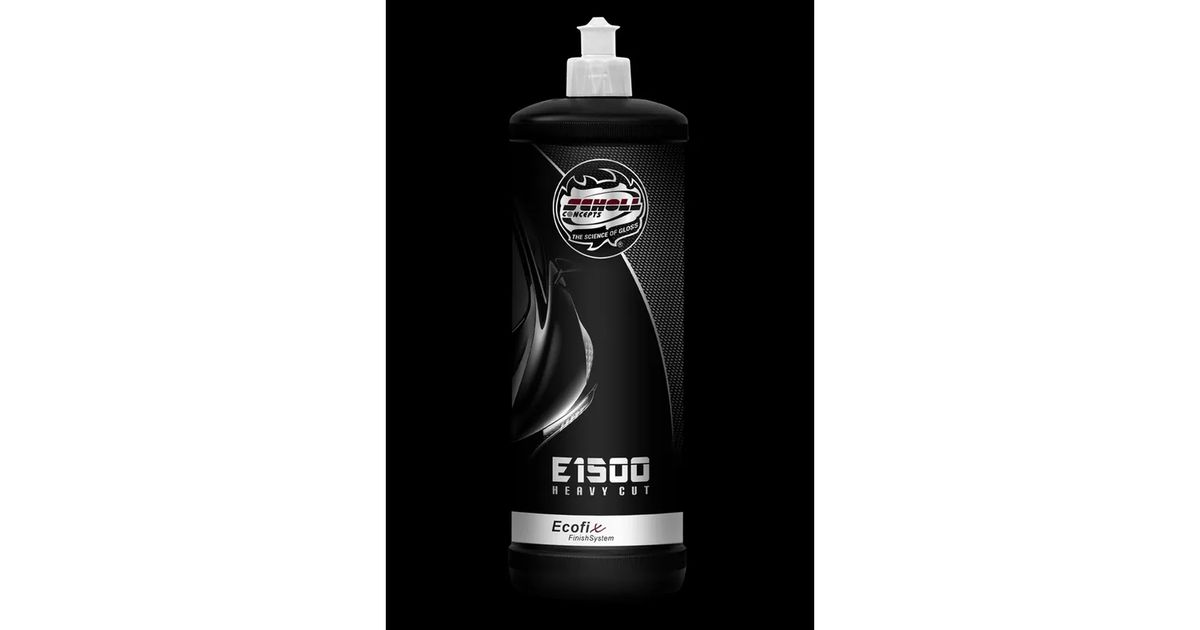 SCHOLL
CONCEPTS
THE SCIENCE OF GLOSS
®
E1500
HEAVY CUT
Ecofix
FinishSystem